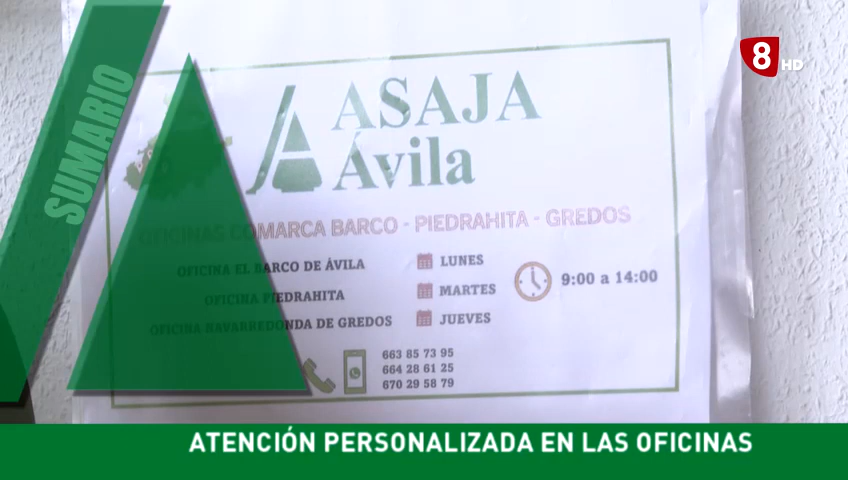 8 HD
SUMARIO
ASAJA
Ávila
OFICINAS COMARCA BARCO - PIEDRAHITA - GREDOS
OFICINA EL BARCO DE ÁVILA LUNES
OFICINA PIEDRAHITA MARTES
OFICINA NAVARREDONDA DE GREDOS JUEVES
9:00 a 14:00
663 85 73 95
664 28 61 25
670 29 58 79
ATENCIÓN PERSONALIZADA EN LAS OFICINAS